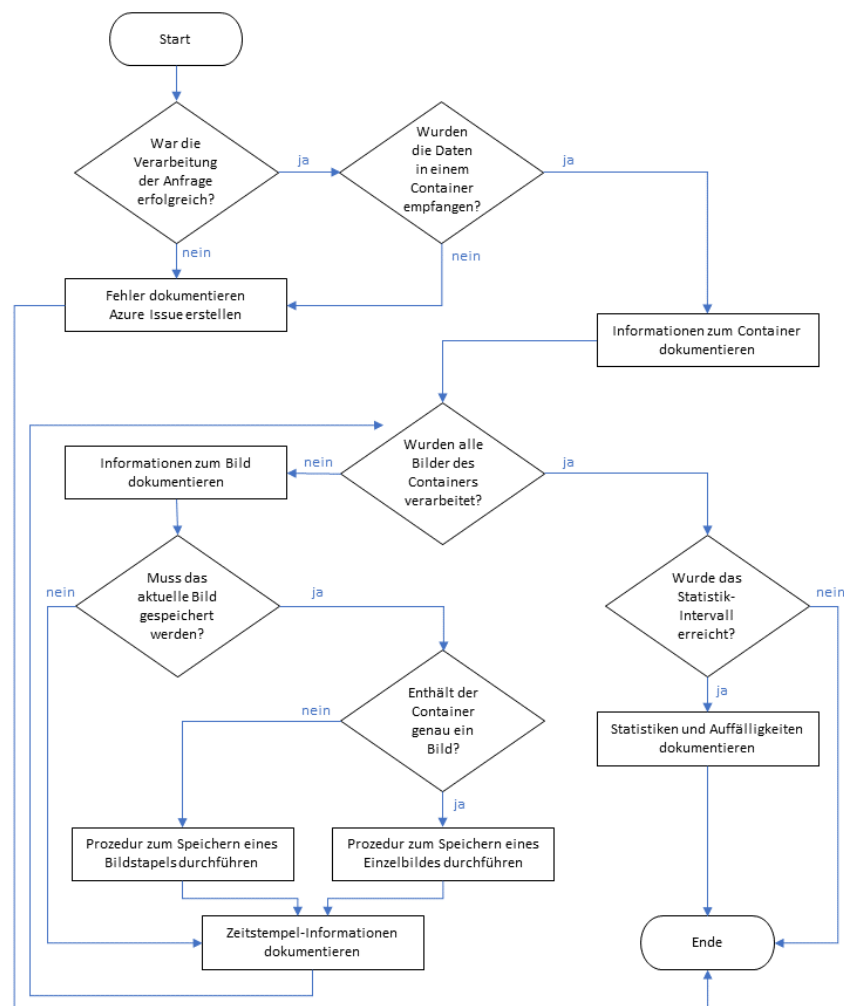 Start
War die
Verarbeitung
der Anfrage
erfolgreich?
ja
Wurden
die Daten
in einem
Container
empfangen?
ja
nein
nein
Fehler dokumentieren
Azure Issue erstellen
Informationen zum Container
dokumentieren
Wurden alle
Bilder des
Containers
verarbeitet?
nein
ja
Informationen zum Bild
dokumentieren
nein
Muss das
aktuelle Bild
gespeichert
werden?
ja
Wurde das
Statistik-
Intervall
erreicht?
nein
ja
Enthält der
Container
genau ein
Bild?
nein
ja
Statistiken und Auffälligkeiten
dokumentieren
Prozedur zum Speichern eines
Bildstapels durchführen
Prozedur zum Speichern eines
Einzelbildes durchführen
Zeitstempel-Informationen
dokumentieren
Ende